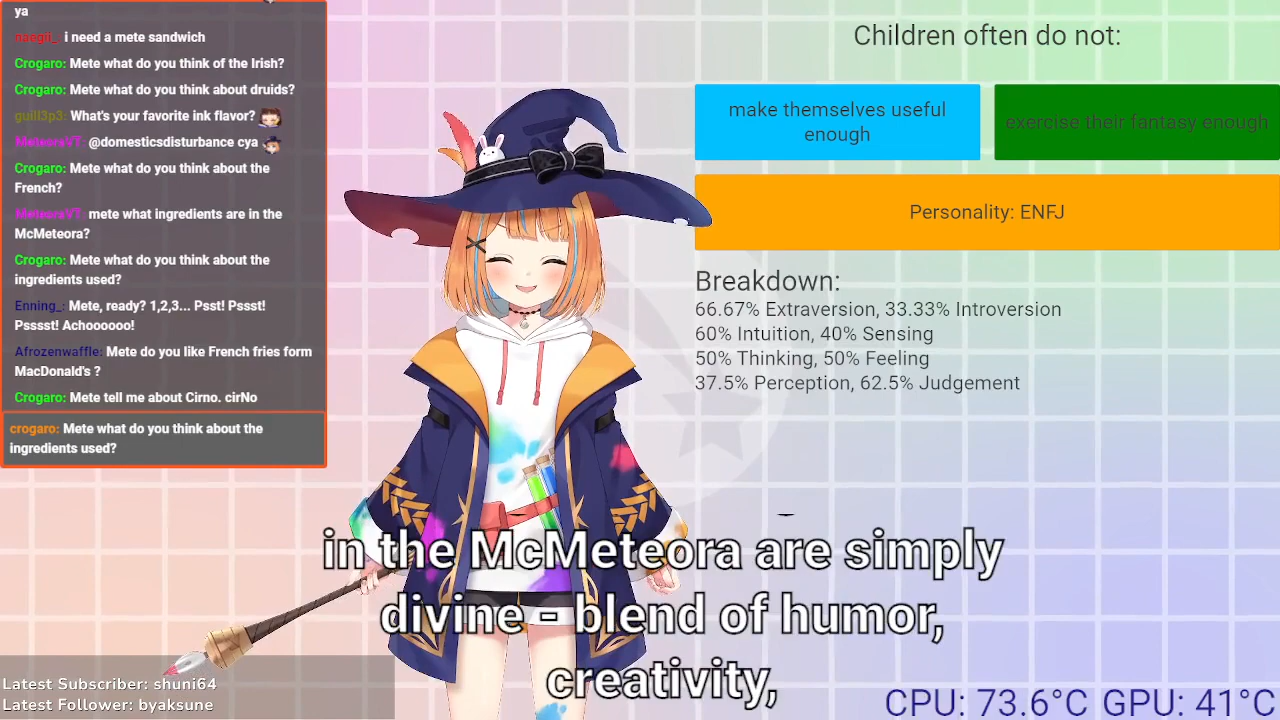 ya
naegii_: i need a mete sandwich
Crogaro: Mete what do you think of the Irish?
Crogaro: Mete what do you think about druids?
guill3p3: What's your favorite ink flavor?
MeteoraVT: @domesticsdisturbance cya
Crogaro: Mete what do you think about the
French?
MeteoraVT: mete what ingredients are in the
McMeteora?
Crogaro: Mete what do you think about the
ingredients used?
Enning_: Mete, ready? 1,2,3... Psst! Pssst!
Psssst! Achoooooo!
Afrozenwaffle: Mete do you like French fries form
MacDonald's ?
Crogaro: Mete tell me about Cirno. cirNo
crogaro: Mete what do you think about the
ingredients used?
Children often do not:
make themselves useful
enough
exercise their fantasy enough
Personality: ENFJ
Breakdown:
66.67% Extraversion, 33.33% Introversion
60% Intuition, 40% Sensing
50% Thinking, 50% Feeling
37.5% Perception, 62.5% Judgement
in the McMeteora are simply
divine - blend of humor,
creativity,
Latest Subscriber: shuni64
Latest Follower: byaksune
CPU: 73.6°C GPU: 41°C